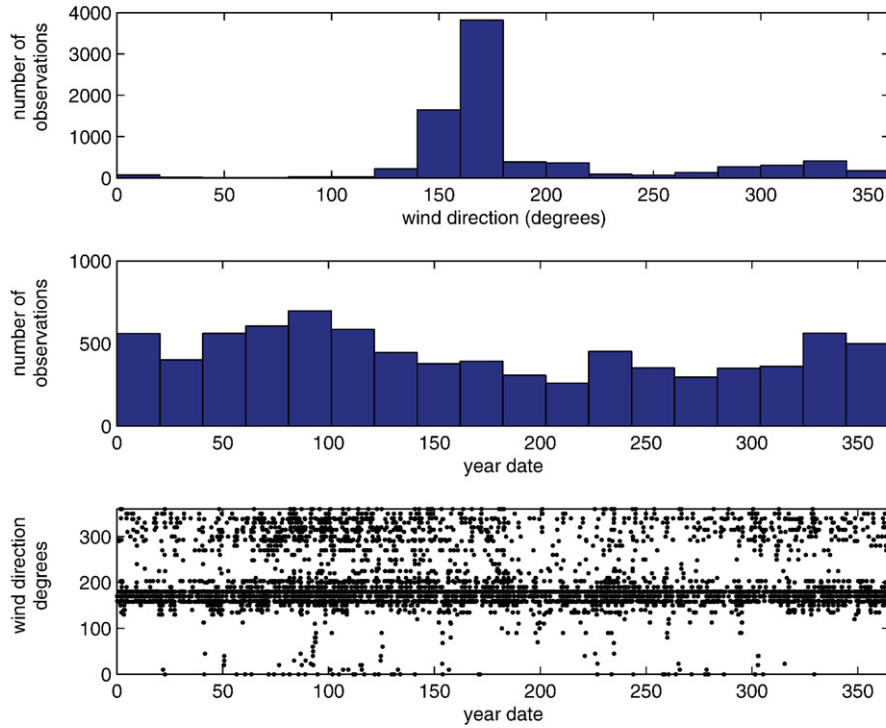 number of
observations
4000
3000
2000
1000
0
0 50 100 150 200 250 300 350
wind direction (degrees)
number of
observations
1000
500
0
0 50 100 150 200 250 300 350
year date
wind direction
degrees
300
200
100
0
0 50 100 150 200 250 300 350
year date